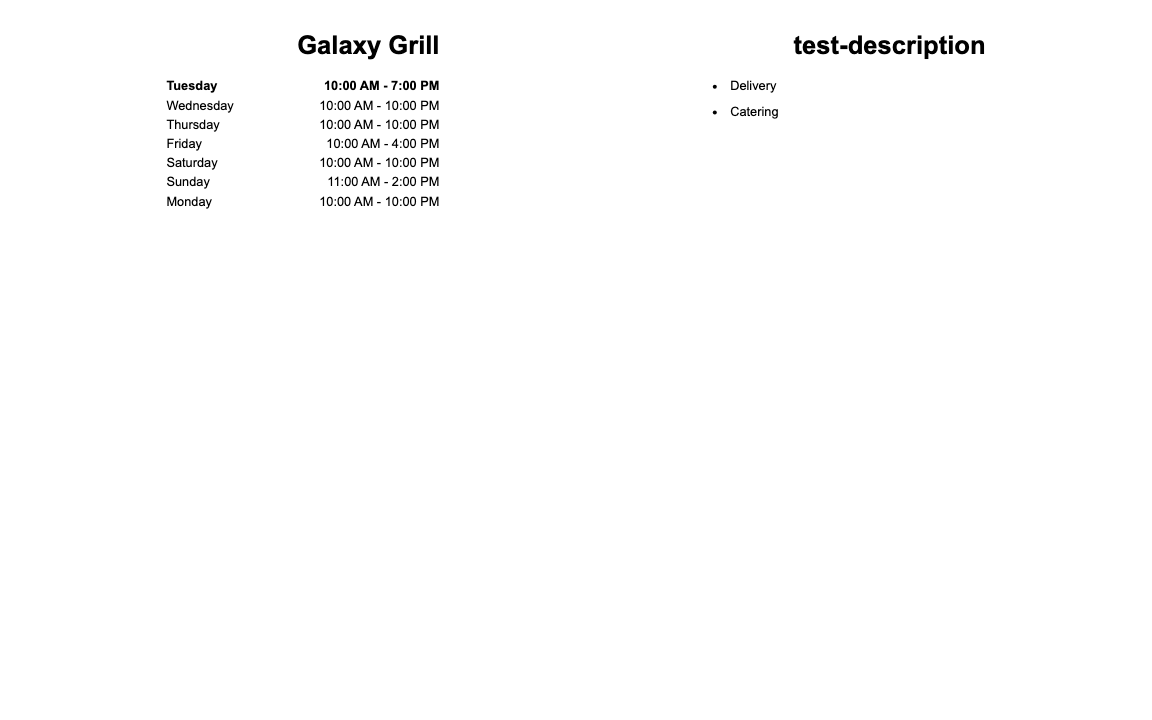 Galaxy Grill
Tuesday 10:00 AM - 7:00 PM
Wednesday 10:00 AM - 10:00 PM
Thursday 10:00 AM - 10:00 PM
Friday 10:00 AM - 4:00 PM
Saturday 10:00 AM - 10:00 PM
Sunday 11:00 AM - 2:00 PM
Monday 10:00 AM - 10:00 PM
test-description
• Delivery
• Catering